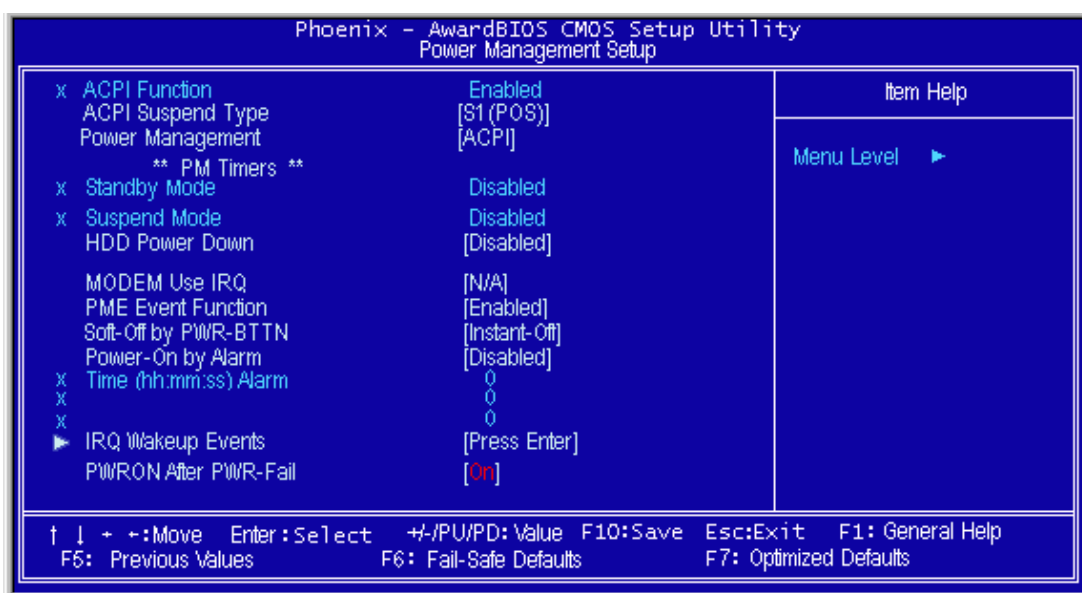 Phoenix – AwardBIOS CMOS Setup Utility
Power Management Setup
x ACPI Function Enabled
ACPI Suspend Type [S1(POS)]
Power Management [ACPI]
** PM Timers **
x Standby Mode Disabled
x Suspend Mode Disabled
HDD Power Down [Disabled]
MODEM Use IRQ [N/A]
PME Event Function [Enabled]
Soft-Off by PWR-BTTN [Instant-Off]
Power-On by Alarm [Disabled]
x Time (hh:mm:ss) Alarm 0
x 0
x 0
► IRQ Wakeup Events [Press Enter]
PWRON After PWR-Fail [On]
Item Help
Menu Level ►
↑ ↓ + +:Move Enter:Select +/-/PU/PD: Value F10:Save Esc:Exit F1: General Help
F5: Previous Values F6: Fail-Safe Defaults F7: Optimized Defaults